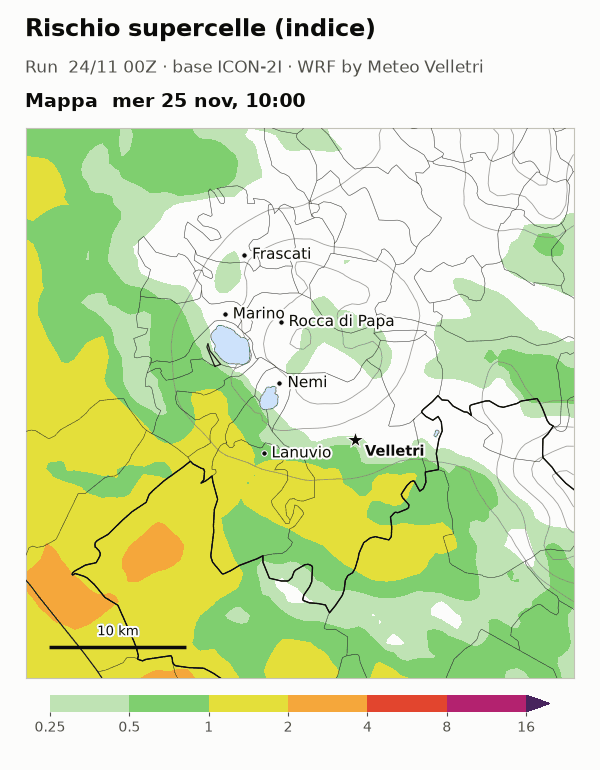 Rischio supercelle (indice)
Run 24/11 00Z · base ICON-2I · WRF by Meteo Velletri
Mappa mer 25 nov, 10:00
Frascati
Marino
Rocca di Papa
Nemi
Velletri
Lanuvio
10 km
0.25 0.5 1 2 4 8 16